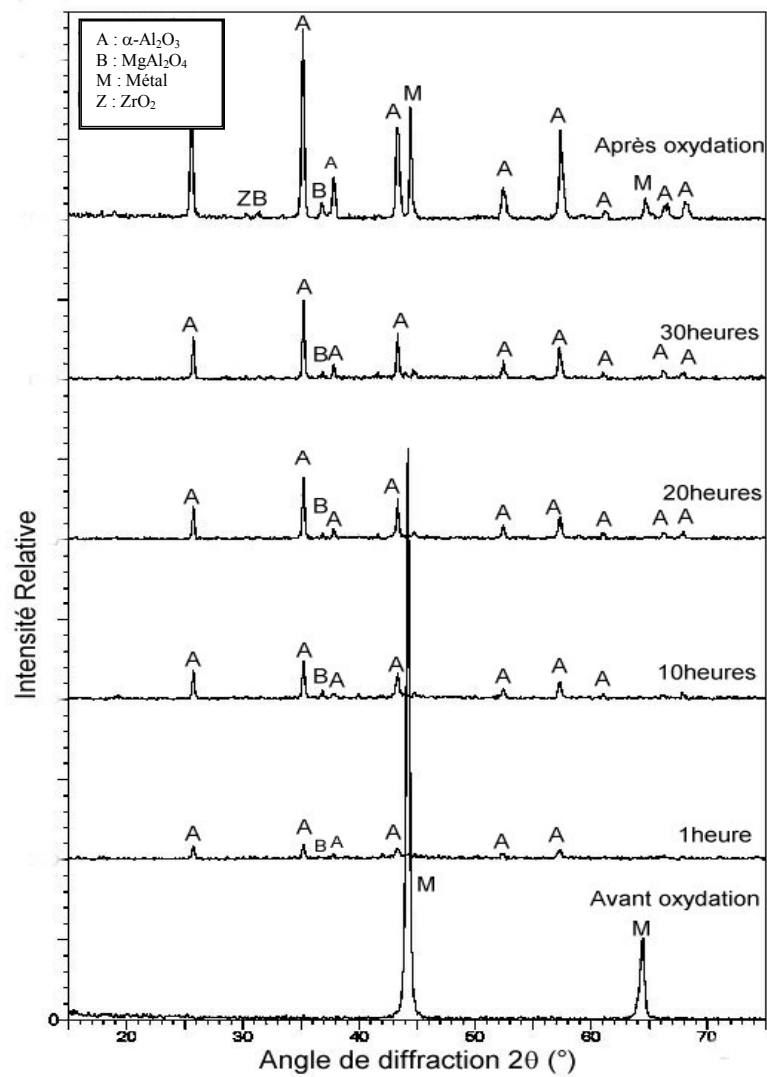 A : α-Al₂O₃
B : MgAl₂O₄
M : Métal
Z : ZrO₂
A
A M
A
A
Après oxydation
ZB
B
A
A
A
M
A
A
A
A
A
30heures
B A
A
A
A
A
A
A
A
A
20heures
B
A
A
A
A
A
A
A
A
A
10heures
B A
A
A
A
A
A
A
A
1heure
B A
A
A
M
Avant oxydation
M
0
20 30 40 50 60 70
Angle de diffraction 2θ (°)
Intensité Relative